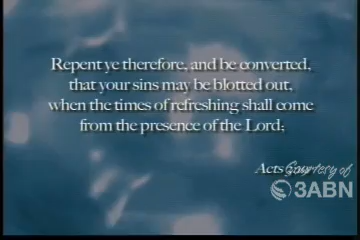 Repent ye therefore, and be converted,
that your sins may be blotted out,
when the times of refreshing shall come
from the presence of the Lord;
Acts
Courtesy of
3ABN